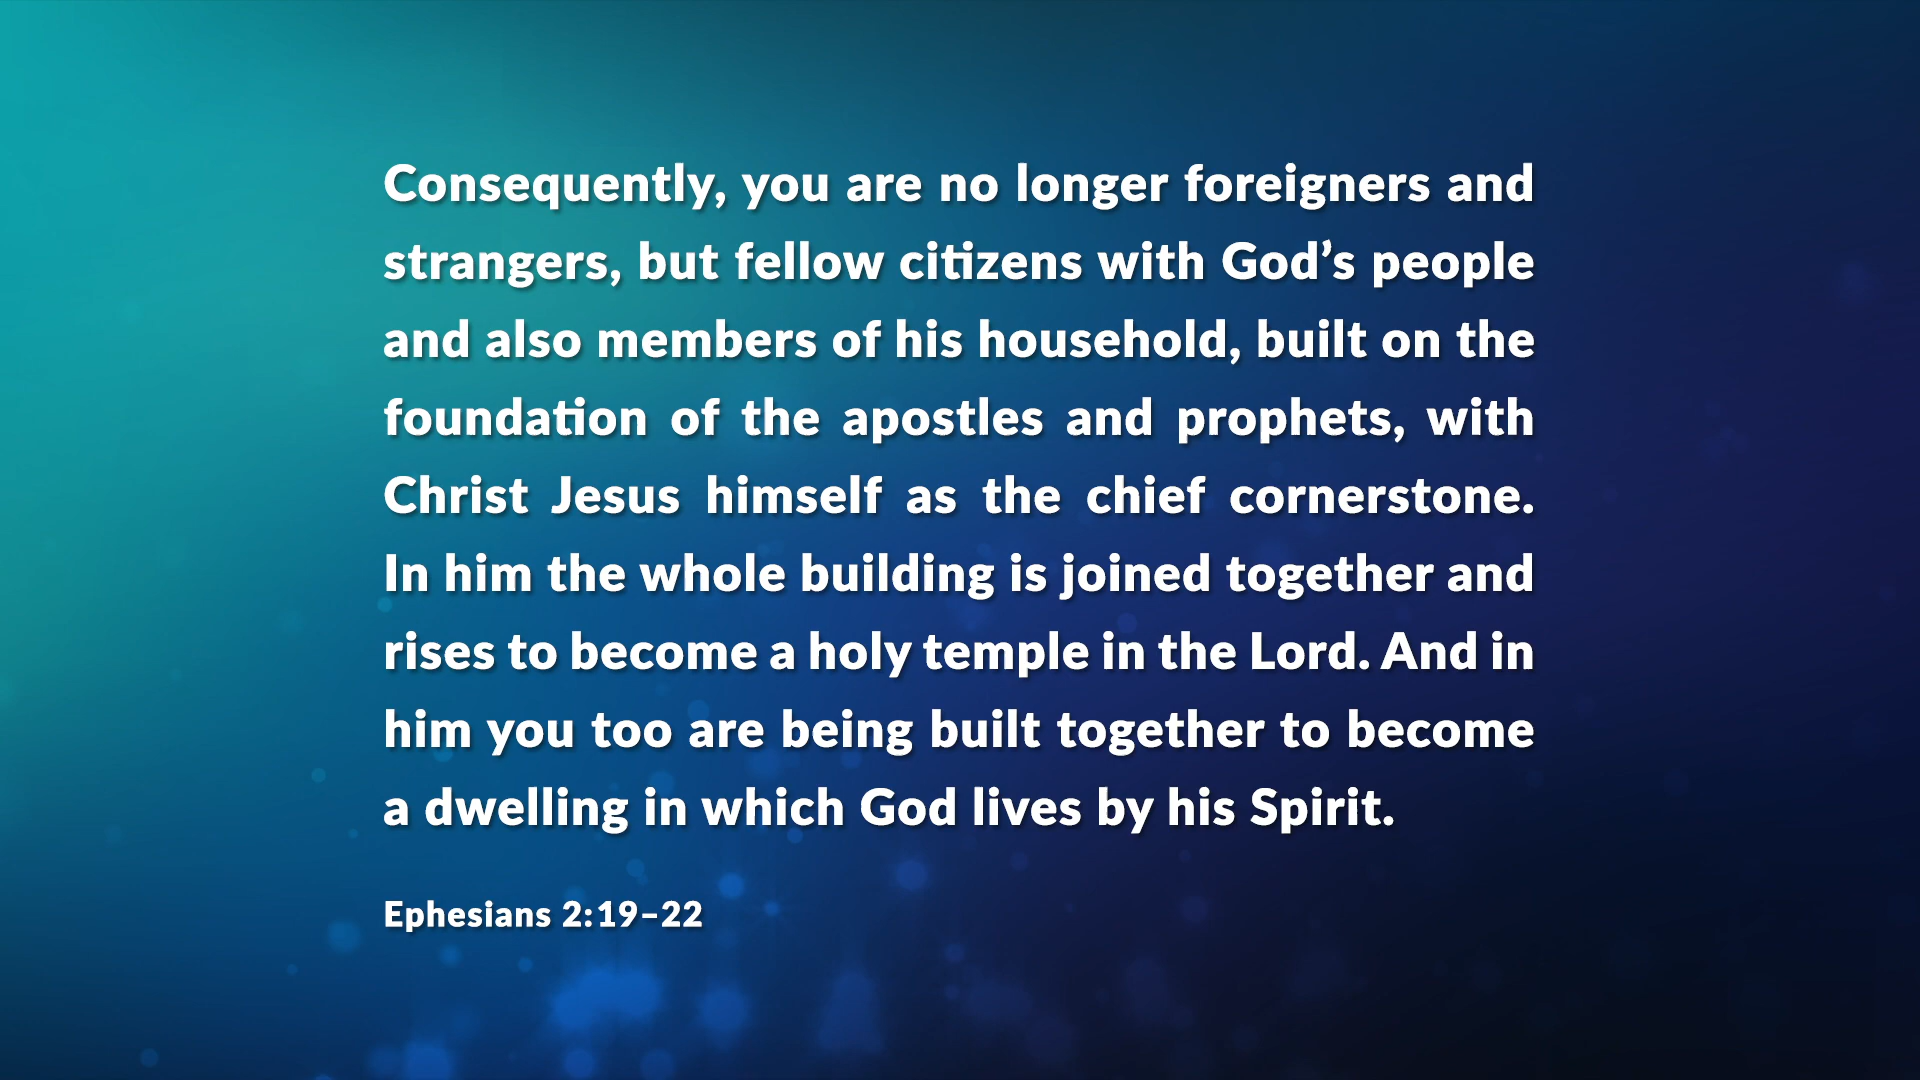 Consequently, you are no longer foreigners and
strangers, but fellow citizens with God’s people
and also members of his household, built on the
foundation of the apostles and prophets, with
Christ Jesus himself as the chief cornerstone.
In him the whole building is joined together and
rises to become a holy temple in the Lord. And in
him you too are being built together to become
a dwelling in which God lives by his Spirit.
Ephesians 2:19–22